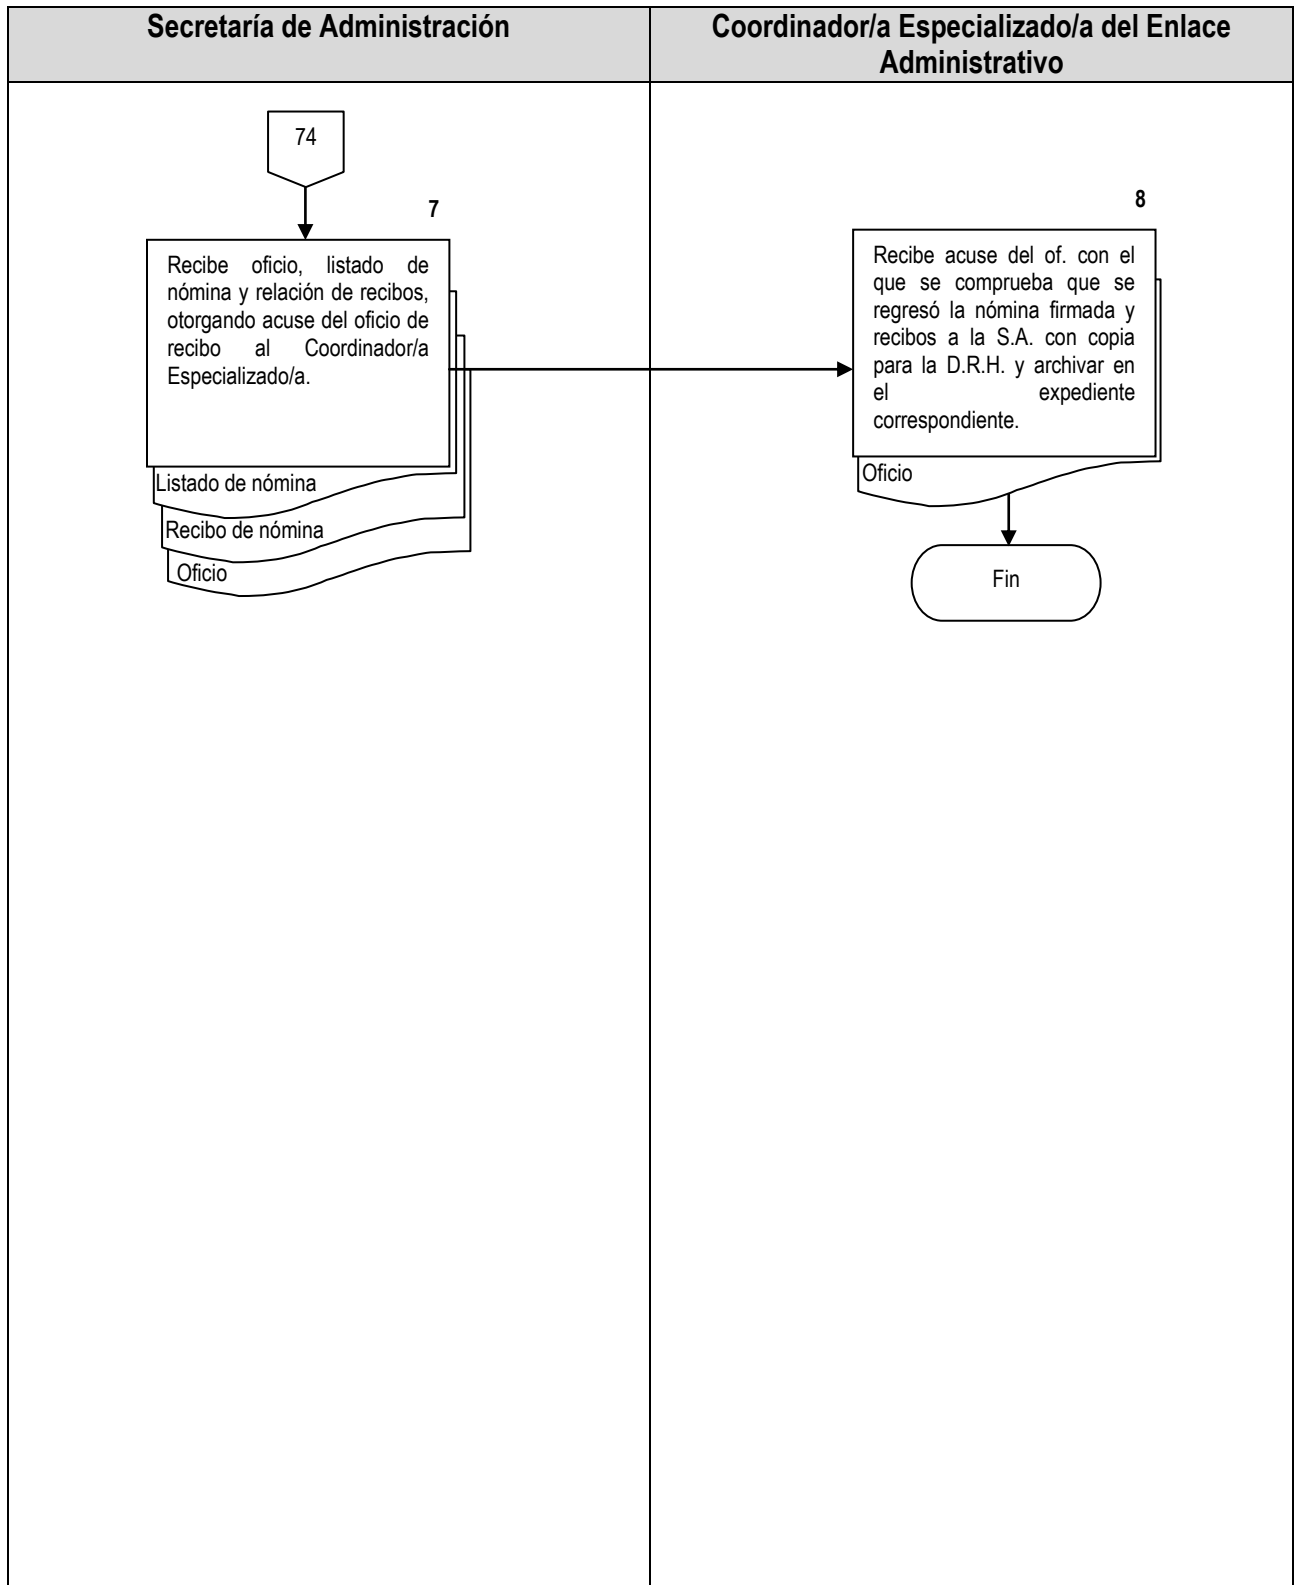 Secretaría de Administración
Coordinador/a Especializado/a del Enlace
Administrativo
74
7
Recibe oficio, listado de
nómina y relación de recibos,
otorgando acuse del oficio de
recibo al Coordinador/a
Especializado/a.
Listado de nómina
Recibo de nómina
Oficio
8
Recibe acuse del of. con el
que se comprueba que se
regresó la nómina firmada y
recibos a la S.A. con copia
para la D.R.H. y archivar en
el expediente
correspondiente.
Oficio
Fin